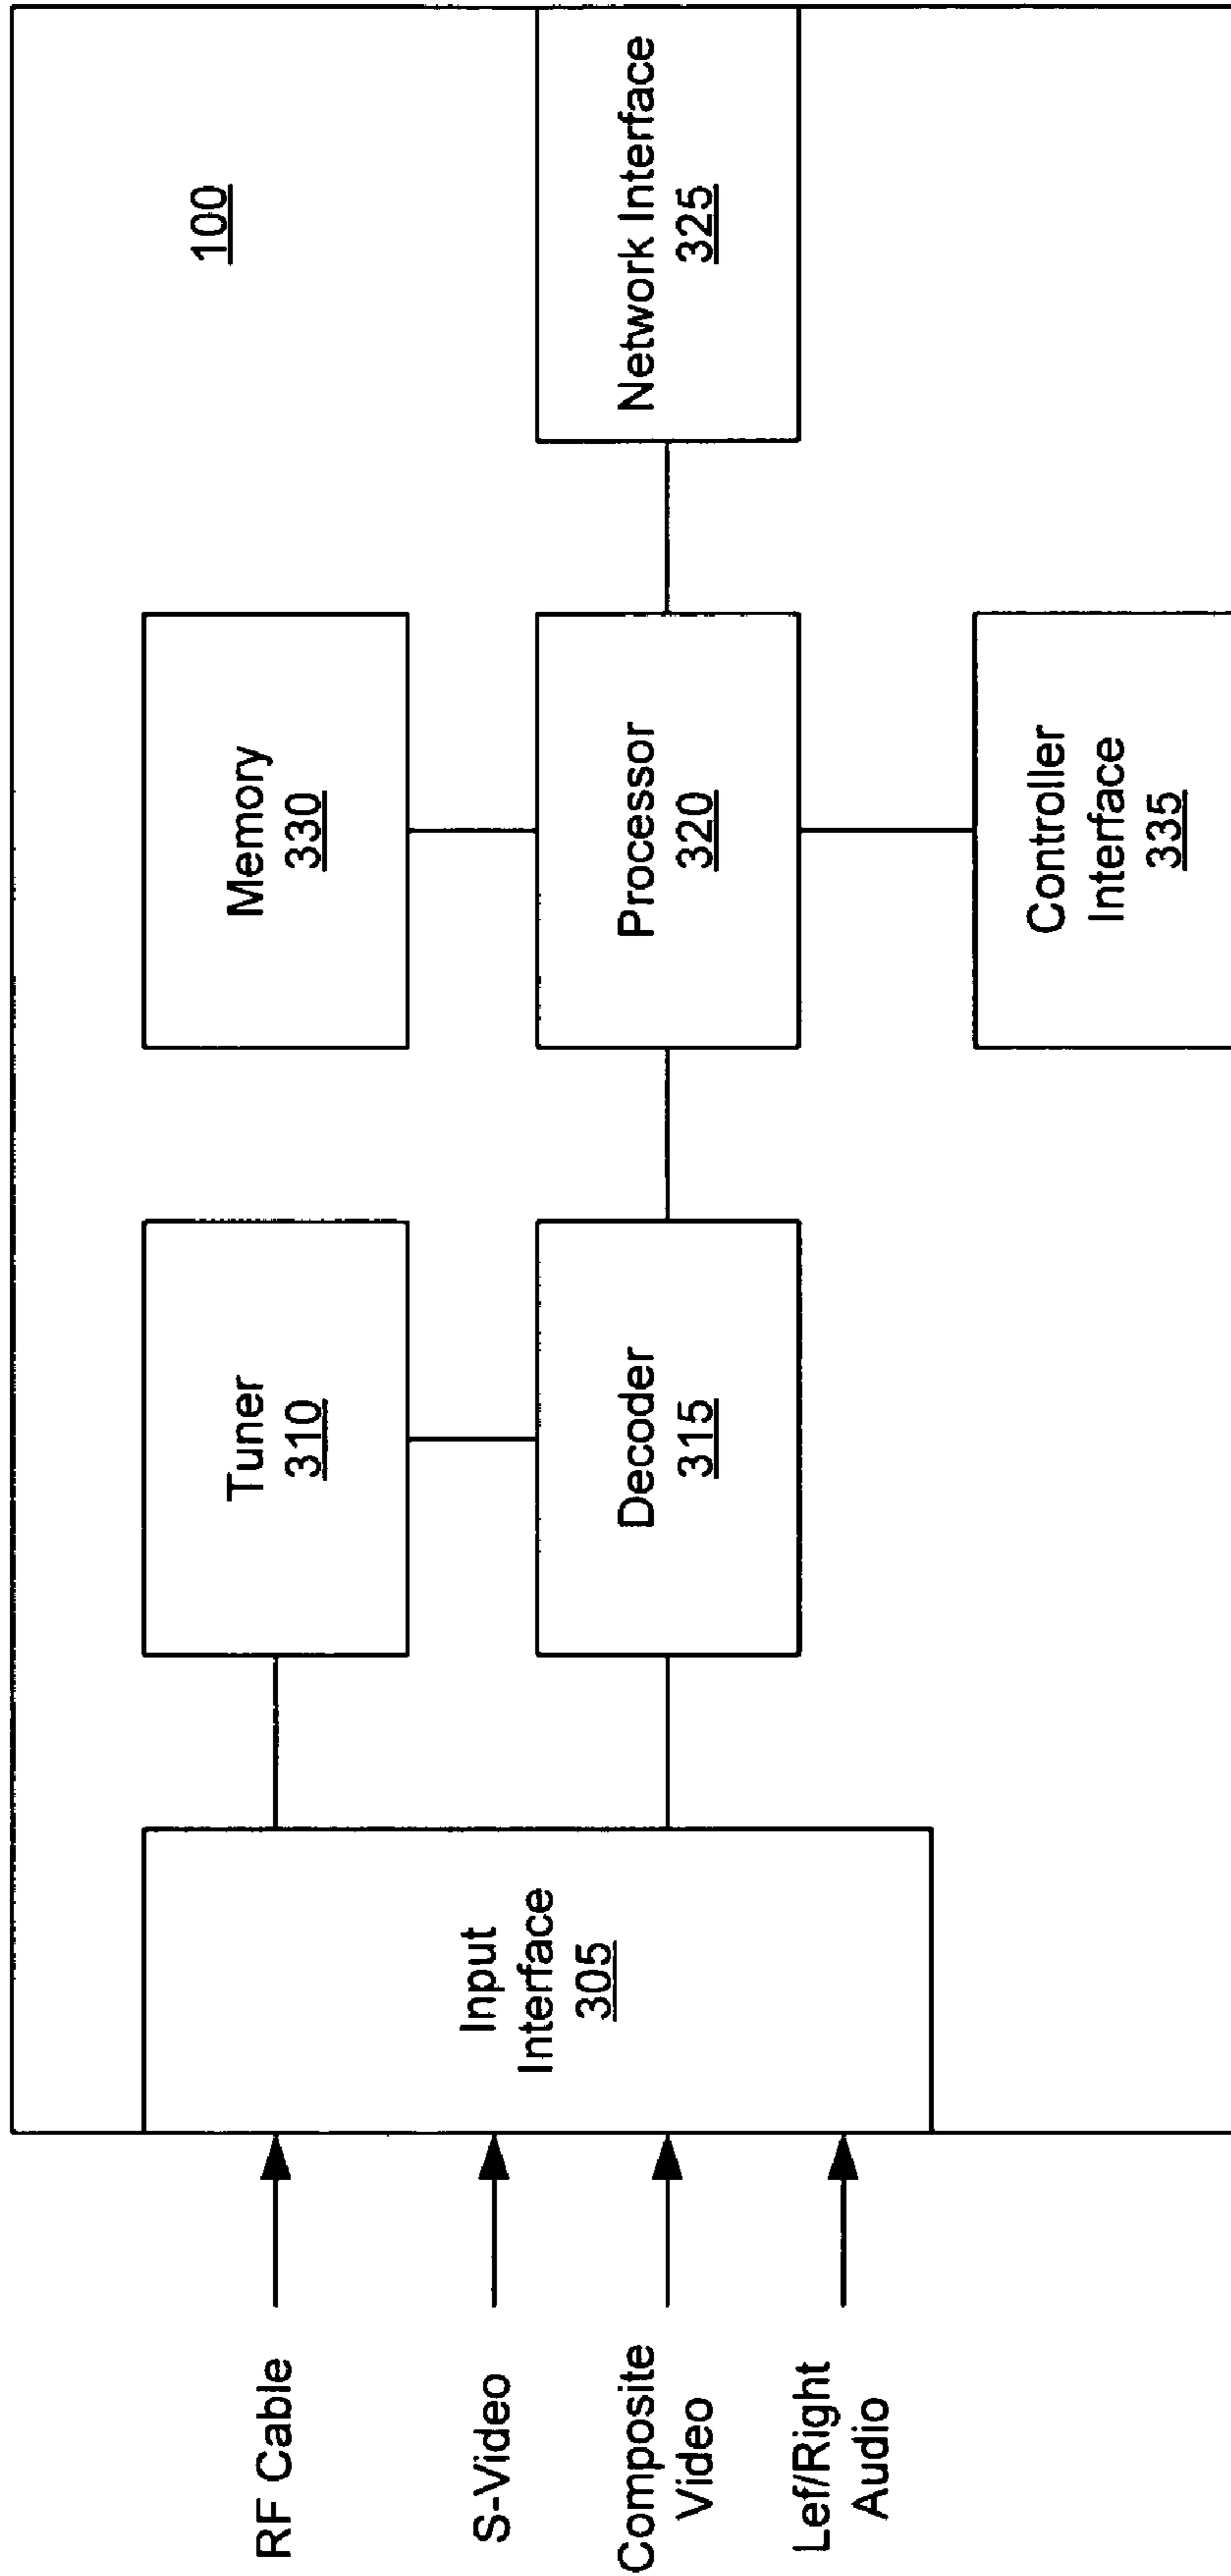 RF Cable
S-Video
Composite
Video
Lef/Right
Audio
Input
Interface
305
Tuner
310
Decoder
315
Memory
330
Processor
320
Controller
Interface
335
100
Network Interface
325